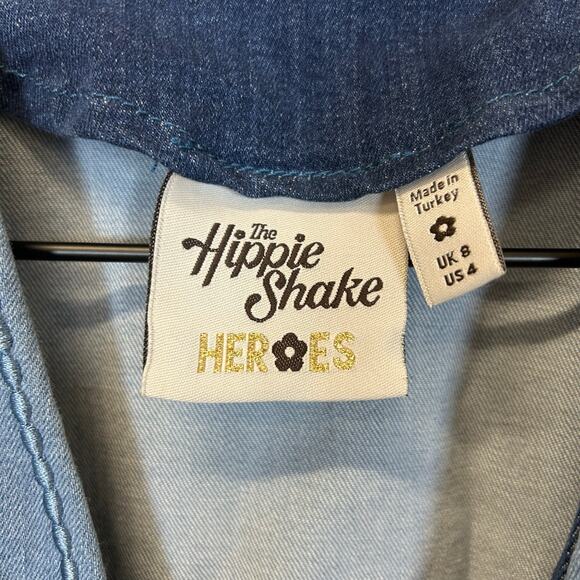 The
Hippie
Shake
HEROES
Made in
Turkey
UK 8
US 4